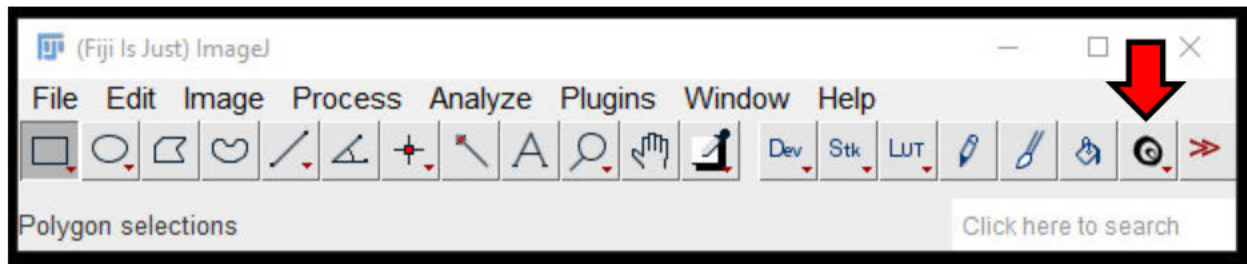 (Fiji Is Just) ImageJ
File Edit Image Process Analyze Plugins Window Help
A Dev Stk LUT
Polygon selections Click here to search